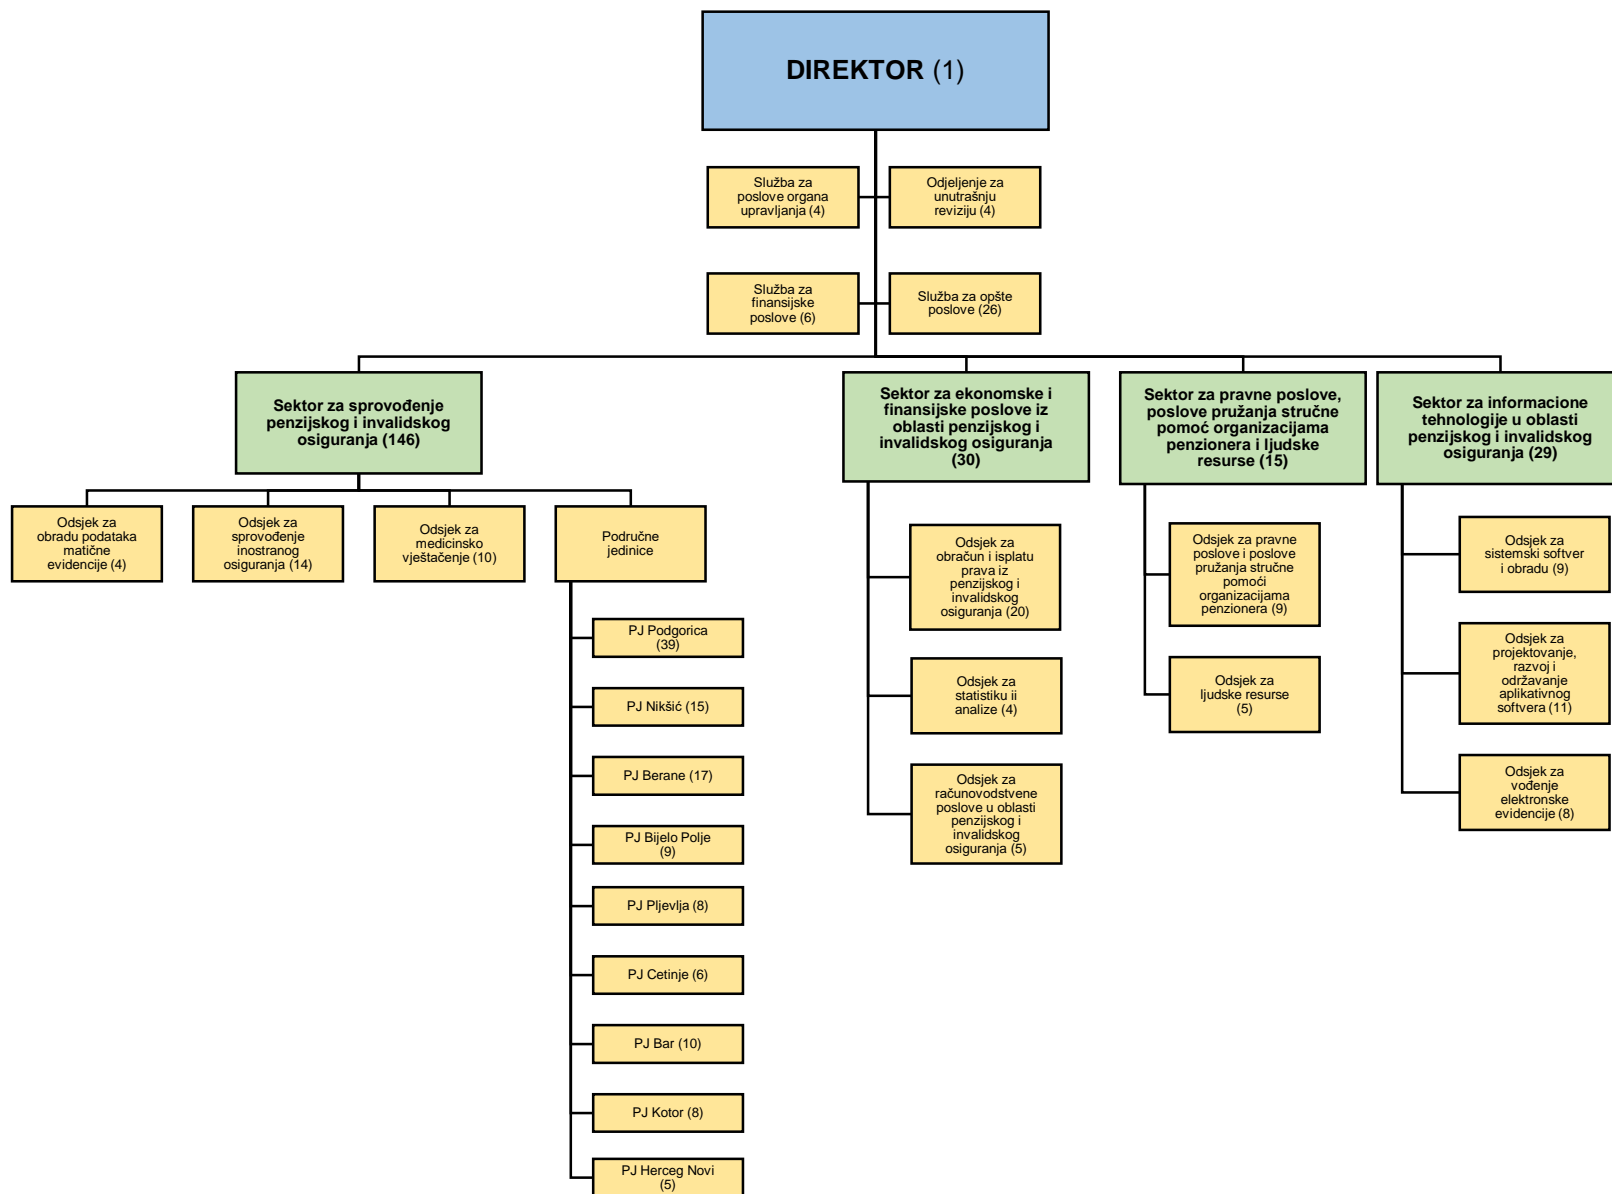 DIREKTOR (1)
Služba za
poslove organa
upravljanja (4)
Odjeljenje za
unutrašnju
reviziju (4)
Služba za
finansijske
poslove (6)
Služba za opšte
poslove (26)
Sektor za sprovođenje
penzijskog i invalidskog
osiguranja (146)
Sektor za ekonomske i
finansijske poslove iz
oblasti penzijskog i
invalidskog osiguranja
(30)
Sektor za pravne poslove,
poslove pružanja stručne
pomoć organizacijama
penzionera i ljudske
resurse (15)
Sektor za informacione
tehnologije u oblasti
penzijskog i invalidskog
osiguranja (29)
Odsjek za
obradu podataka
matične
evidencije (4)
Odsjek za
sprovođenje
inostranog
osiguranja (14)
Odsjek za
medicinsko
vještačenje (10)
Područne
jedinice
PJ Podgorica
(39)
PJ Nikšić (15)
PJ Berane (17)
PJ Bijelo Polje
(9)
PJ Pljevlja (8)
PJ Cetinje (6)
PJ Bar (10)
PJ Kotor (8)
PJ Herceg Novi
(5)
Odsjek za
obračun i isplatu
prava iz
penzijskog i
invalidskog
osiguranja (20)
Odsjek za
statistiku ii
analize (4)
Odsjek za
računovodstvene
poslove u oblasti
penzijskog i
invalidskog
osiguranja (5)
Odsjek za pravne
poslove i poslove
pružanja stručne
pomoći
organizacijama
penzionera (9)
Odsjek za
ljudske resurse
(5)
Odsjek za
sistemski softver
i obradu (9)
Odsjek za
projektovanje,
razvoj i
održavanje
aplikativnog
softvera (11)
Odsjek za
vođenje
elektronske
evidencije (8)